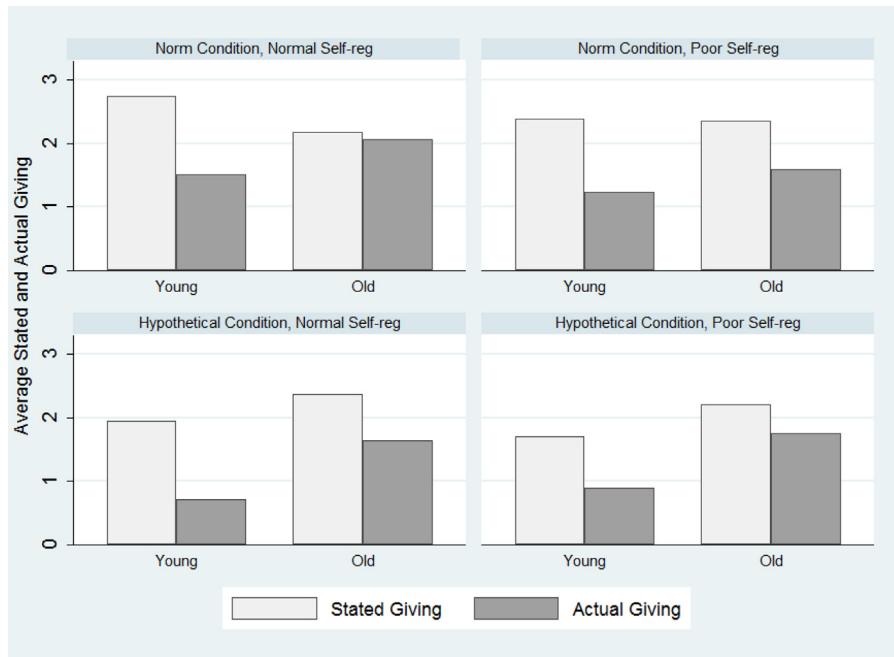 Norm Condition, Normal Self-reg
Norm Condition, Poor Self-reg
Average Stated and Actual Giving
3
2
1
0
Young
Old
Young
Old
Hypothetical Condition, Normal Self-reg
Hypothetical Condition, Poor Self-reg
3
2
1
0
Young
Old
Young
Old
Stated Giving
Actual Giving